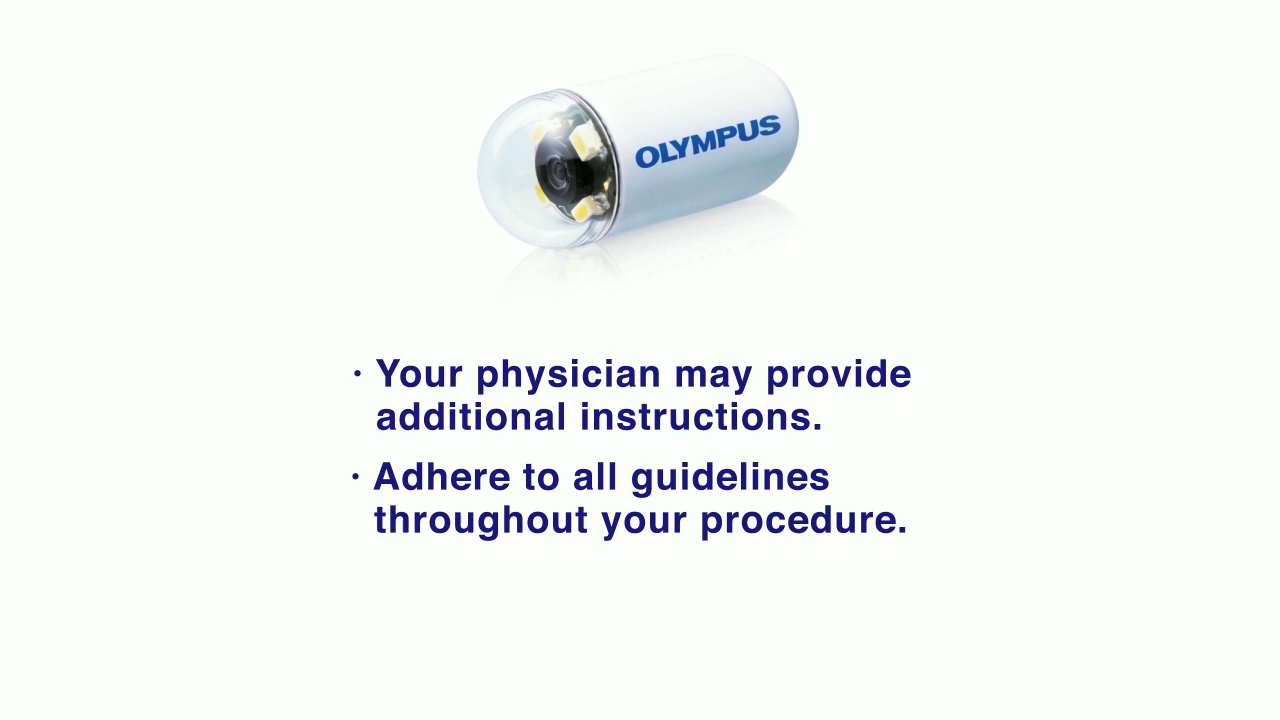 OLYMPUS
· Your physician may provide
additional instructions.
· Adhere to all guidelines
throughout your procedure.